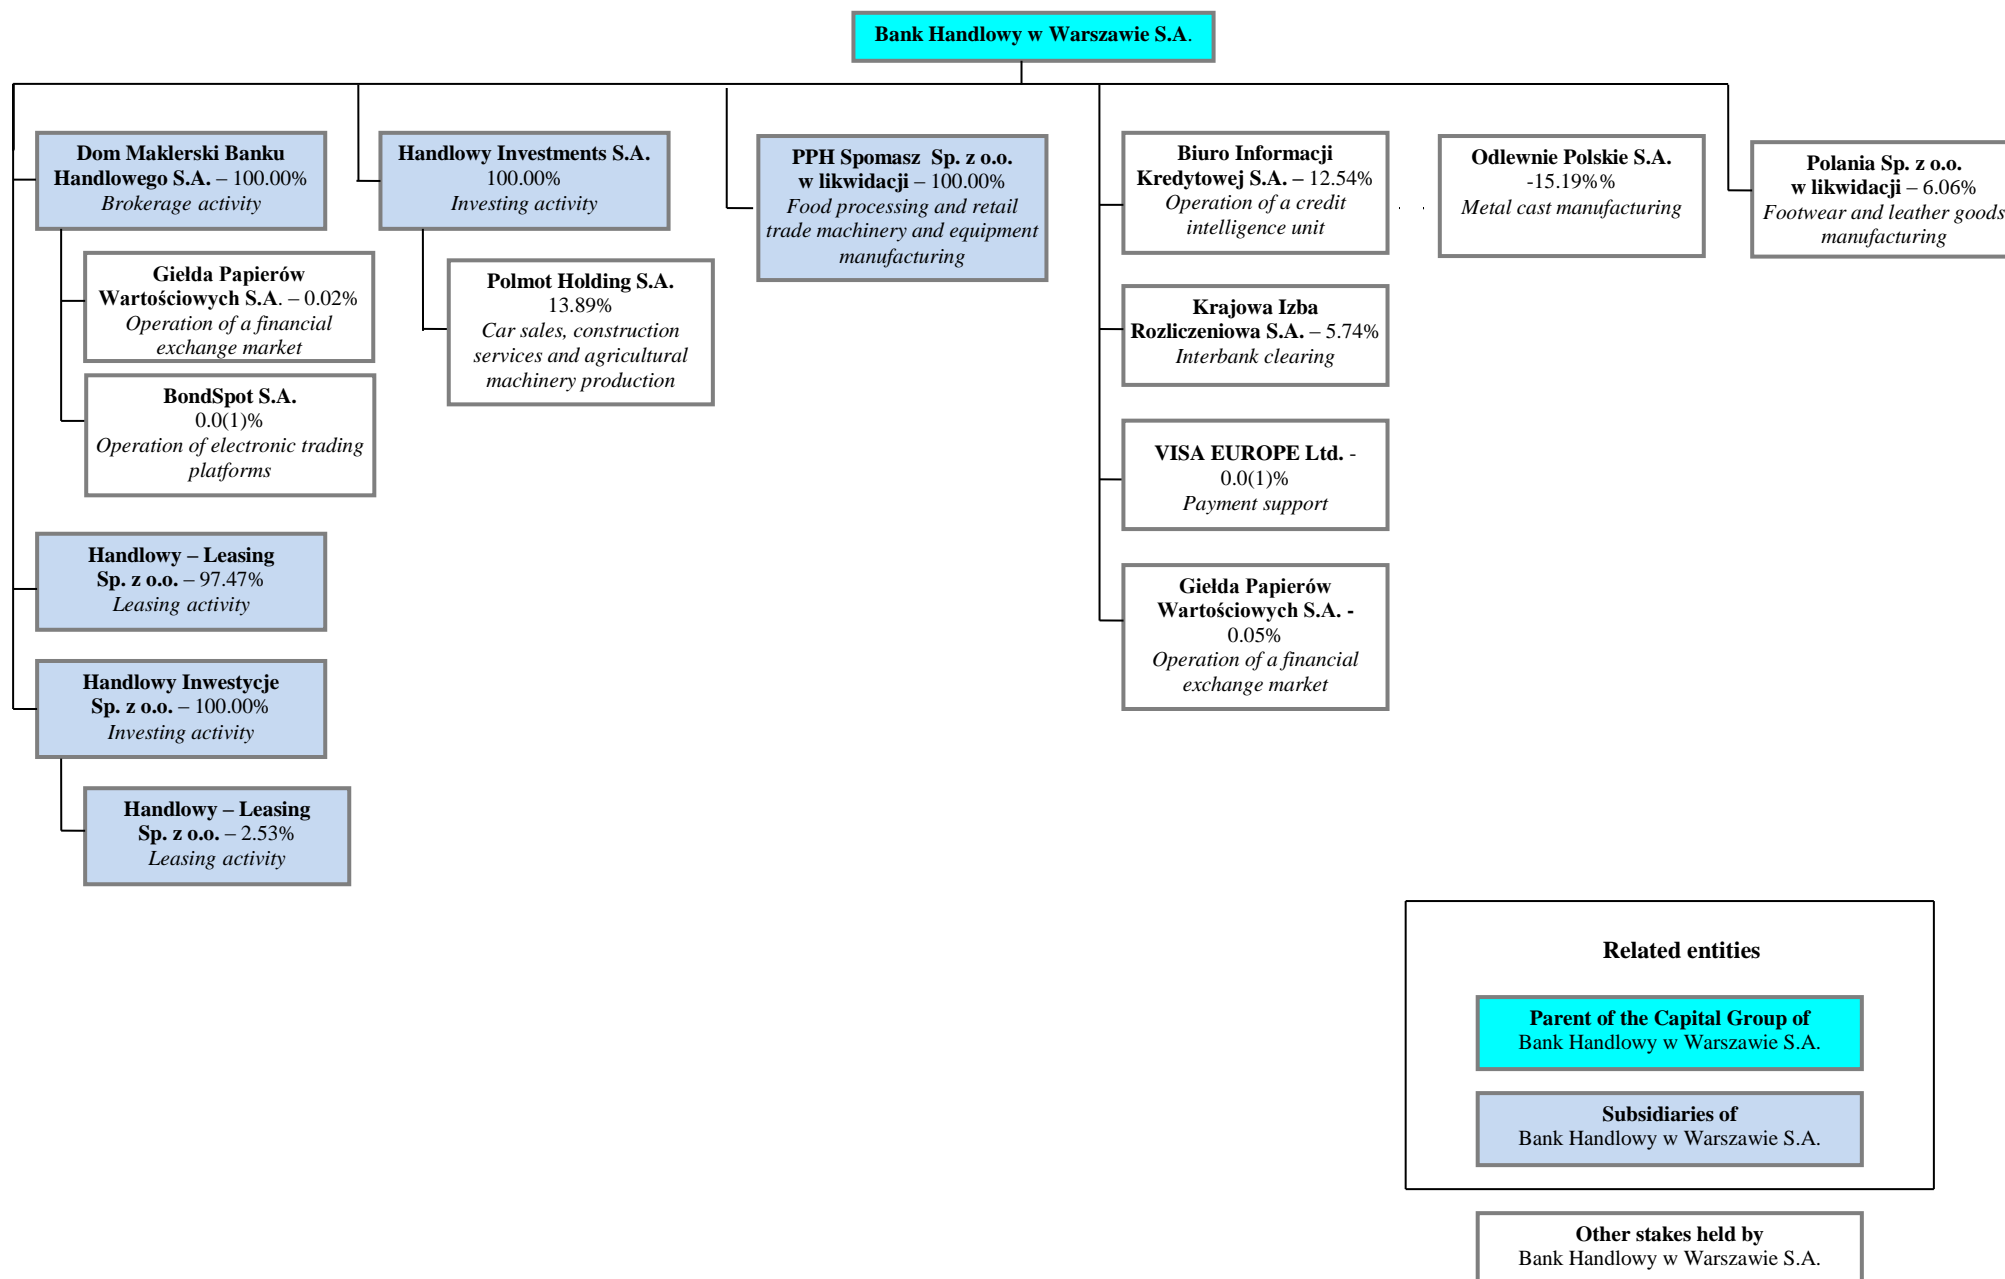 Bank Handlowy w Warszawie S.A.
Dom Maklerski Banku
Handlowego S.A. – 100.00%
Brokerage activity
Giełda Papierów
Wartościowych S.A. – 0.02%
Operation of a financial
exchange market
BondSpot S.A.
0.0(1)%
Operation of electronic trading
platforms
Handlowy – Leasing
Sp. z o.o. – 97.47%
Leasing activity
Handlowy Inwestycje
Sp. z o.o. – 100.00%
Investing activity
Handlowy – Leasing
Sp. z o.o. – 2.53%
Leasing activity
Handlowy Investments S.A.
100.00%
Investing activity
Polmot Holding S.A.
13.89%
Car sales, construction
services and agricultural
machinery production
PPH Spomasz Sp. z o.o.
w likwidacji – 100.00%
Food processing and retail
trade machinery and equipment
manufacturing
Biuro Informacji
Kredytowej S.A. – 12.54%
Operation of a credit
intelligence unit
Krajowa Izba
Rozliczeniowa S.A. – 5.74%
Interbank clearing
VISA EUROPE Ltd. -
0.0(1)%
Payment support
Giełda Papierów
Wartościowych S.A. -
0.05%
Operation of a financial
exchange market
Odlewnie Polskie S.A.
-15.19%%
Metal cast manufacturing
Polania Sp. z o.o.
w likwidacji – 6.06%
Footwear and leather goods
manufacturing
Related entities
Parent of the Capital Group of
Bank Handlowy w Warszawie S.A.
Subsidiaries of
Bank Handlowy w Warszawie S.A.
Other stakes held by
Bank Handlowy w Warszawie S.A.